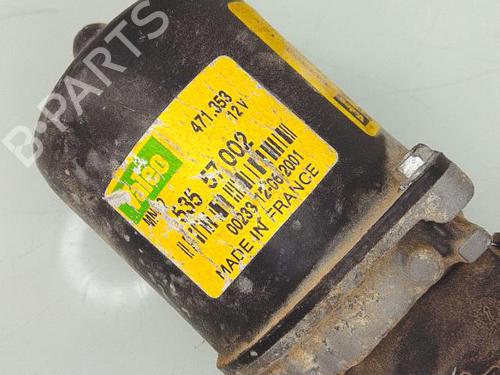 B-PARTS
Valeo
471.353
12 V
535 57.002
00233 12-06-2001
MADE IN FRANCE